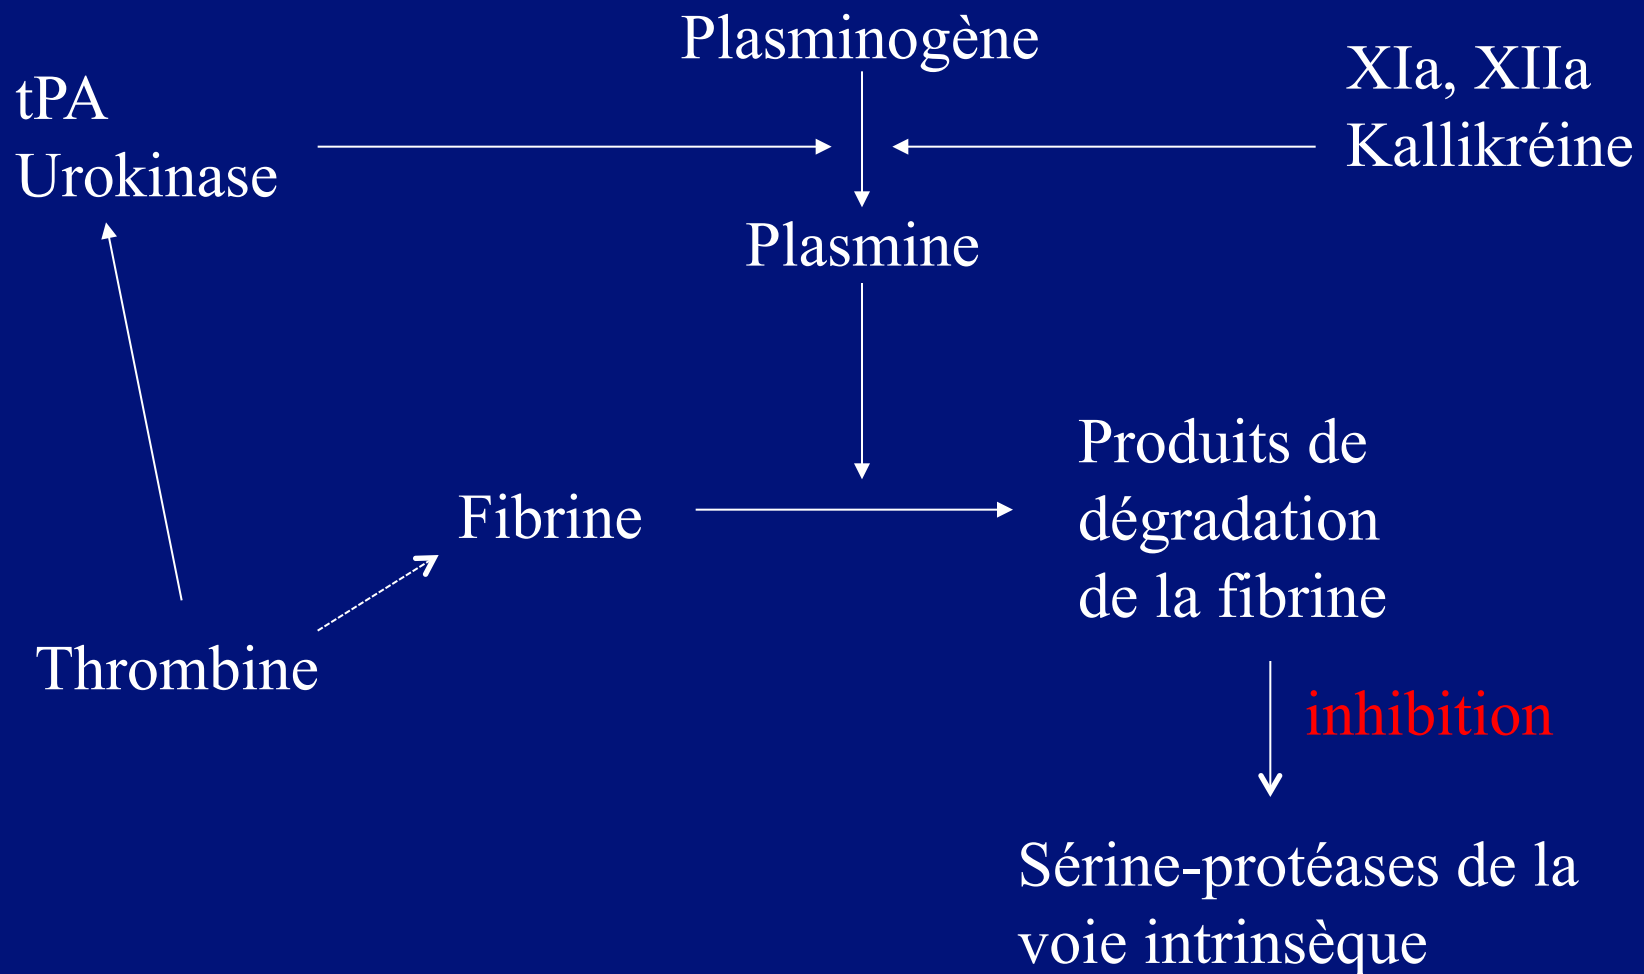 Plasminogène
tPA
Urokinase
XIa, XIIa
Kallikréine
Plasmine
Fibrine
Produits de
dégradation
de la fibrine
Thrombine
inhibition
Sérine-protéases de la
voie intrinsèque